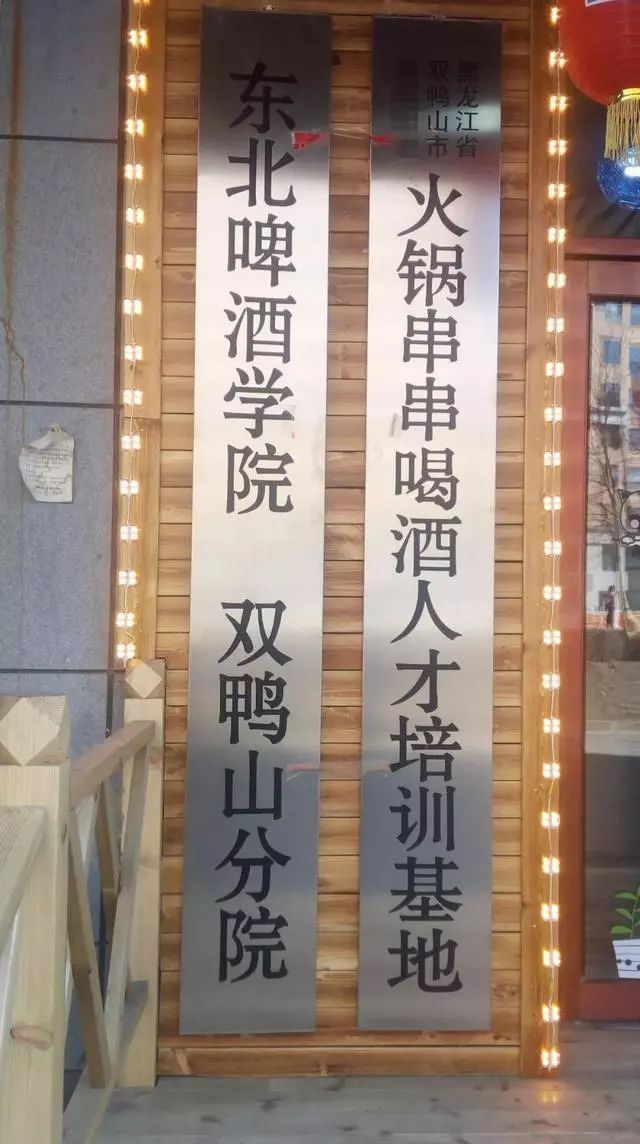 黑龙江省
双鸭山市
火锅串串喝酒人才培训基地
东北啤酒学院 双鸭山分院